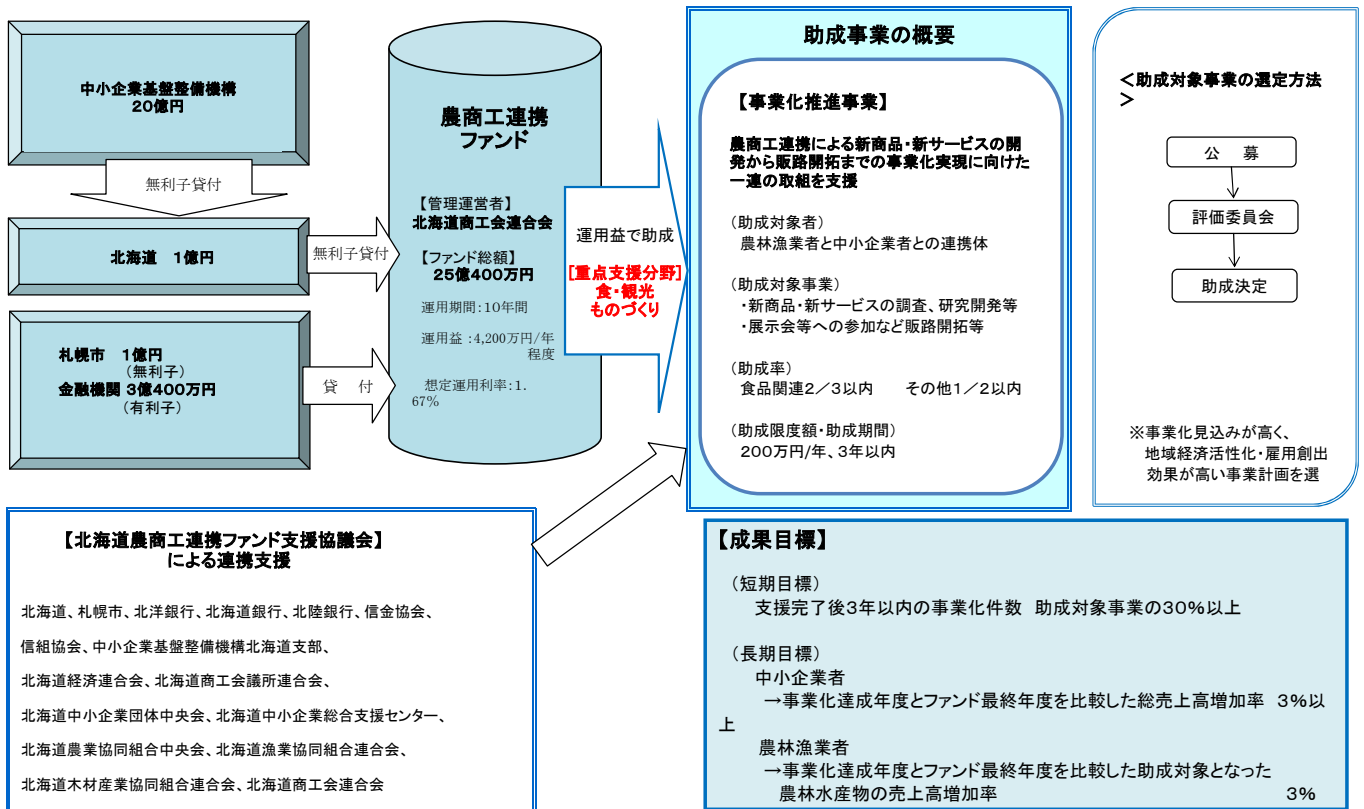 中小企業基盤整備機構
20億円
無利子貸付
北海道　1億円
無利子貸付
札幌市　1億円
(無利子)
金融機関 3億400万円
(有利子)
貸　付
農商工連携
ファンド
【管理運営者】
北海道商工会連合会
【ファンド総額】
25億400万円
運用期間：10年間
運用益 ：4,200万円/年
程度
想定運用利率：1.
67%
運用益で助成
[重点支援分野]
食・観光
ものづくり
助成事業の概要
【事業化推進事業】
農商工連携による新商品・新サービスの開
発から販路開拓までの事業化実現に向けた
一連の取組を支援
（助成対象者）
農林漁業者と中小企業者との連携体
（助成対象事業）
・新商品・新サービスの調査、研究開発等
・展示会等への参加など販路開拓等
（助成率）
食品関連2／3以内　　その他1／2以内
（助成限度額・助成期間）
200万円/年、3年以内
＜助成対象事業の選定方法
＞
公　募
評価委員会
助成決定
※事業化見込みが高く、
地域経済活性化・雇用創出
効果が高い事業計画を選
【北海道農商工連携ファンド支援協議会】
による連携支援
北海道、札幌市、北洋銀行、北海道銀行、北陸銀行、信金協会、
信組協会、中小企業基盤整備機構北海道支部、
北海道経済連合会、北海道商工会議所連合会、
北海道中小企業団体中央会、北海道中小企業総合支援センター、
北海道農業協同組合中央会、北海道漁業協同組合連合会、
北海道木材産業協同組合連合会、北海道商工会連合会
【成果目標】
（短期目標）
支援完了後3年以内の事業化件数　助成対象事業の30%以上
（長期目標）
中小企業者
→事業化達成年度とファンド最終年度を比較した総売上高増加率　3%以
上
農林漁業者
→事業化達成年度とファンド最終年度を比較した助成対象となった
農林水産物の売上高増加率　3%